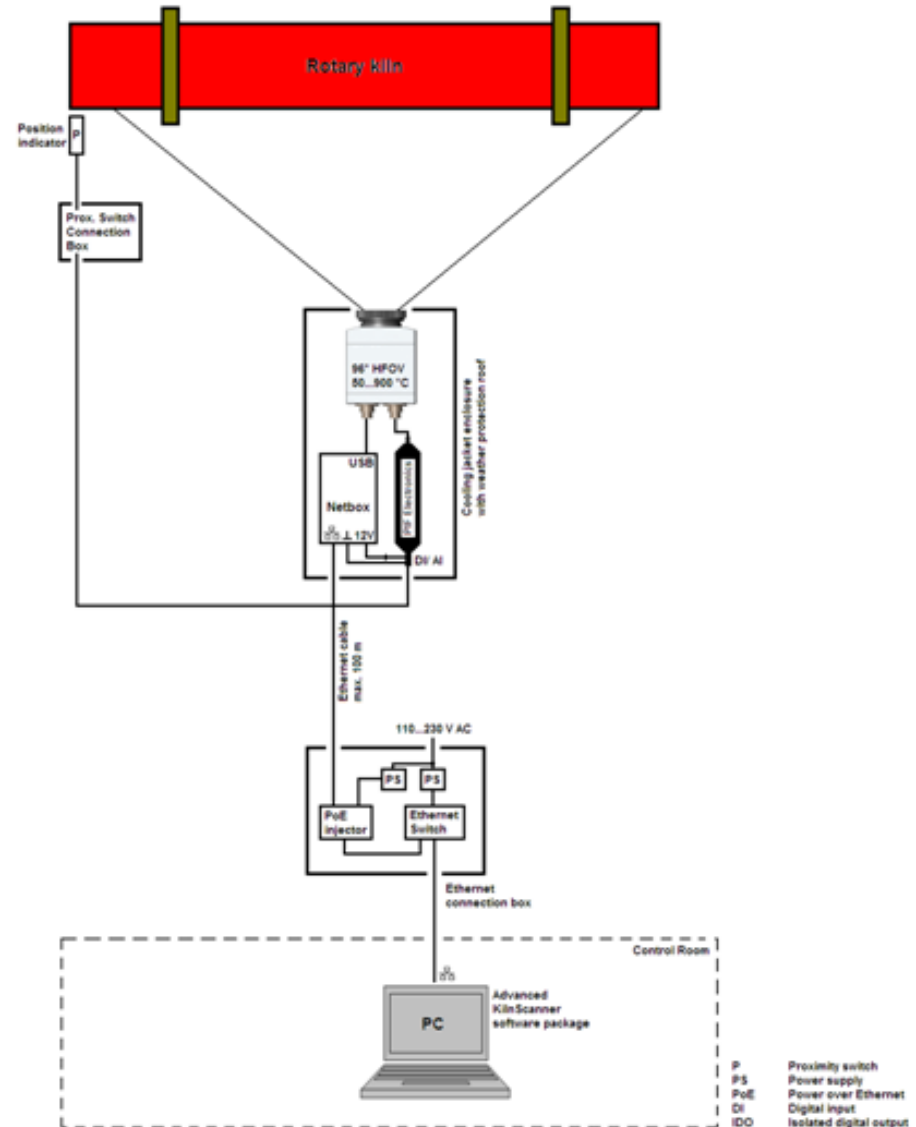 Rotary kiln
Position
indicator
P
Prox. Switch
Connection
Box
96° HFOV
50...900 °C
USB
Netbox
12V
PIF Electronics
DI/ AI
Cooling jacket enclosure
with weather protection roof
Ethernet cable
max. 100 m
110...230 V AC
PS
PS
PoE
injector
Ethernet
Switch
Ethernet
connection box
Control Room
PC
Advanced
KilnScanner
software package
P Proximity switch
PS Power supply
PoE Power over Ethernet
DI Digital input
IDO Isolated digital output